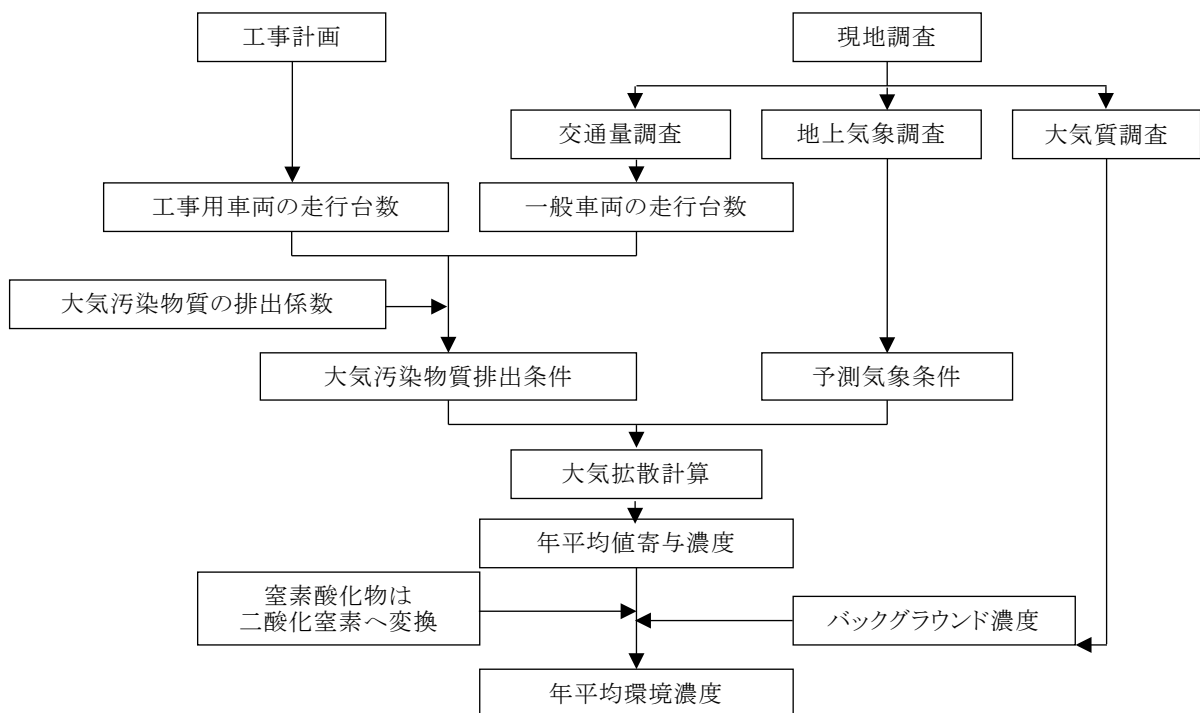 工事計画
現地調査
交通量調査
地上気象調査
大気質調査
工事用車両の走行台数
一般車両の走行台数
大気汚染物質の排出係数
大気汚染物質排出条件
予測気象条件
大気拡散計算
年平均値寄与濃度
窒素酸化物は
二酸化窒素へ変換
バックグラウンド濃度
年平均環境濃度